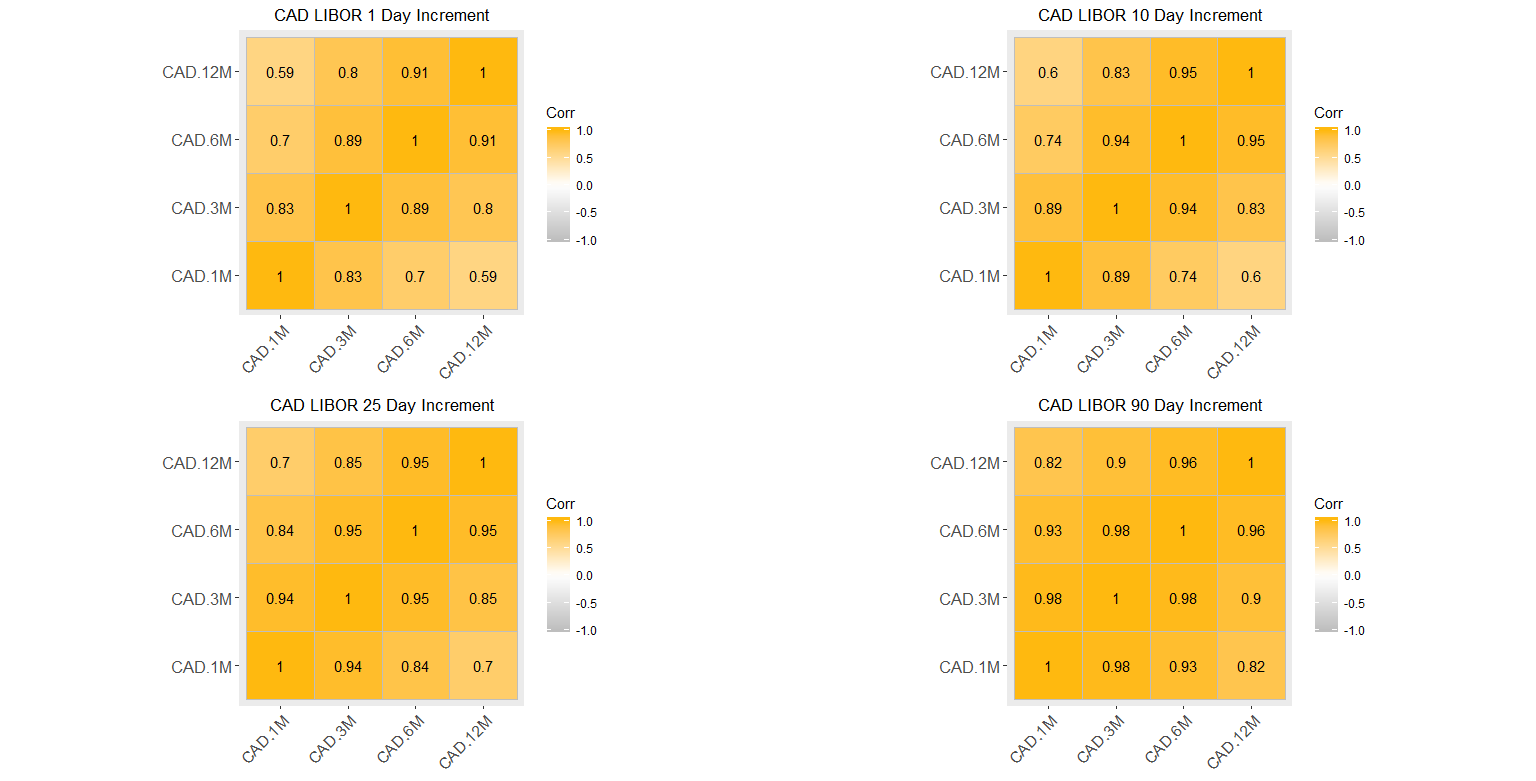 CAD LIBOR 1 Day Increment
CAD.12M 0.59 0.8 0.91 1
CAD.6M 0.7 0.89 1 0.91
CAD.3M 0.83 1 0.89 0.8
CAD.1M 1 0.83 0.7 0.59
CAD.1M CAD.3M CAD.6M CAD.12M
Corr
1.0
0.5
0.0
-0.5
-1.0
CAD LIBOR 10 Day Increment
CAD.12M 0.6 0.83 0.95 1
CAD.6M 0.74 0.94 1 0.95
CAD.3M 0.89 1 0.94 0.83
CAD.1M 1 0.89 0.74 0.6
CAD.1M CAD.3M CAD.6M CAD.12M
Corr
1.0
0.5
0.0
-0.5
-1.0
CAD LIBOR 25 Day Increment
CAD.12M 0.7 0.85 0.95 1
CAD.6M 0.84 0.95 1 0.95
CAD.3M 0.94 1 0.95 0.85
CAD.1M 1 0.94 0.84 0.7
CAD.1M CAD.3M CAD.6M CAD.12M
Corr
1.0
0.5
0.0
-0.5
-1.0
CAD LIBOR 90 Day Increment
CAD.12M 0.82 0.9 0.96 1
CAD.6M 0.93 0.98 1 0.96
CAD.3M 0.98 1 0.98 0.9
CAD.1M 1 0.98 0.93 0.82
CAD.1M CAD.3M CAD.6M CAD.12M
Corr
1.0
0.5
0.0
-0.5
-1.0